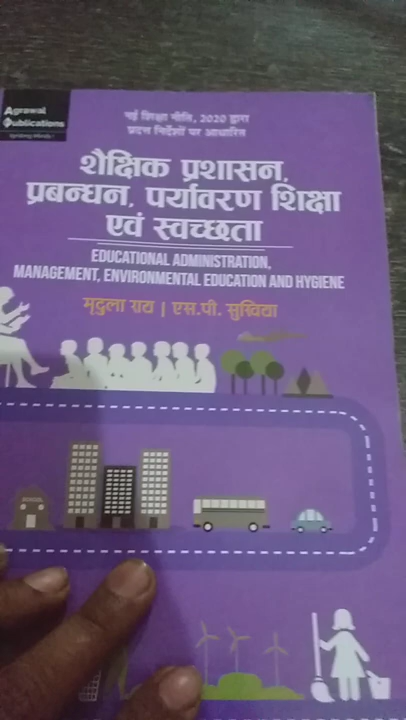 Agrawal
Publications
नई शिक्षा नीति, 2020 द्वारा
प्रदत्त निर्देशों पर आधारित
शैक्षिक प्रशासन,
प्रबन्धन, पर्यावरण शिक्षा
एवं स्वच्छता
EDUCATIONAL ADMINISTRATION,
MANAGEMENT, ENVIRONMENTAL EDUCATION AND HYGIENE
मृदुला राठा | एस.पी. सुखिया
SCHOOL